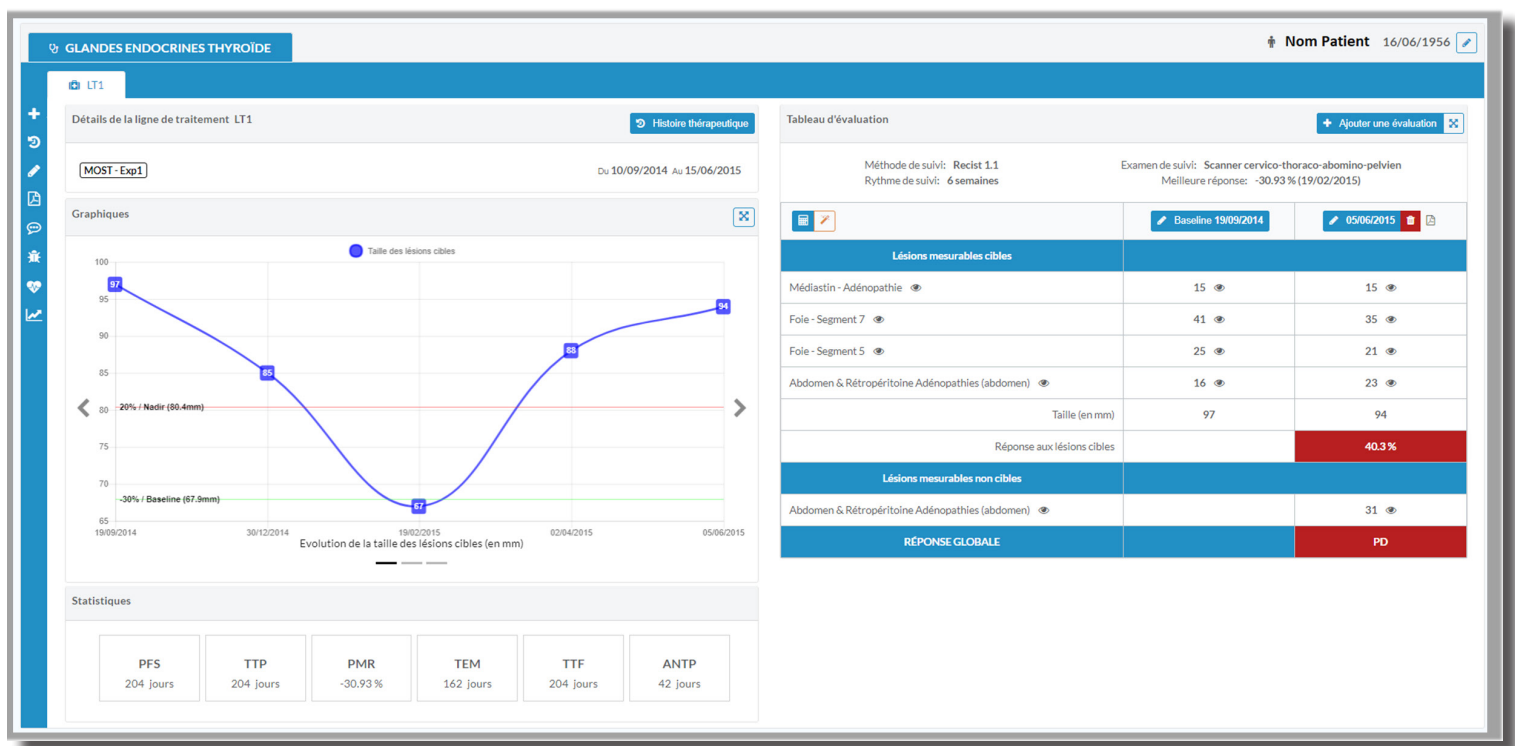 GLANDES ENDOCRINES THYROÏDE
Nom Patient 16/06/1956
LT1
Détails de la ligne de traitement LT1
Histoire thérapeutique
MOST - Exp1
Du 10/09/2014 Au 15/06/2015
Graphiques
Taille des lésions cibles
100
95
90
85
80
75
70
65
97
85
67
88
94
20% / Nadir (80.4mm)
-30% / Baseline (67.9mm)
19/09/2014 30/12/2014 19/02/2015 02/04/2015 05/06/2015
Evolution de la taille des lésions cibles (en mm)
Statistiques
PFS TTP PMR TEM TTF ANTP
204 jours 204 jours -30.93 % 162 jours 204 jours 42 jours
Tableau d'évaluation
Ajouter une évaluation
Méthode de suivi: Recist 1.1 Examen de suivi: Scanner cervico-thoraco-abomino-pelvien
Rythme de suivi: 6 semaines Meilleure réponse: -30.93 % (19/02/2015)
Baseline 19/09/2014 05/06/2015
Lésions mesurables cibles
Médiastin - Adénopathie 15 15
Foie - Segment 7 41 35
Foie - Segment 5 25 21
Abdomen & Rétropéritoine Adénopathies (abdomen) 16 23
Taille (en mm) 97 94
Réponse aux lésions cibles 40.3 %
Lésions mesurables non cibles
Abdomen & Rétropéritoine Adénopathies (abdomen) 31
RÉPONSE GLOBALE PD